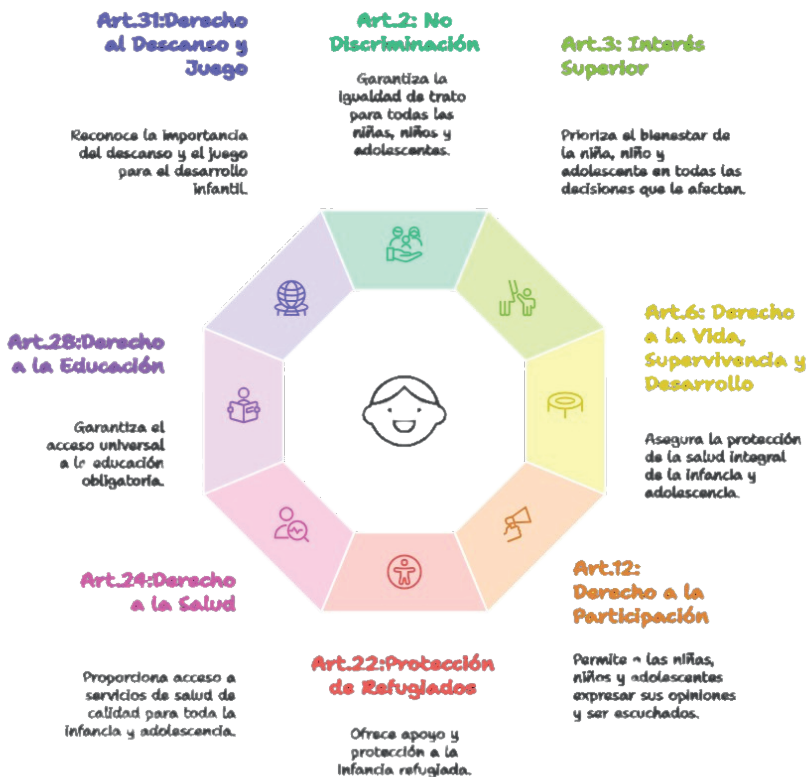 Art.31:Derecho
al Descanso y
Juego
Reconoce la importancia
del descanso y el juego
para el desarrollo
infantil.
Art.2: No
Discriminación
Garantiza la
igualdad de trato
para todas las
niñas, niños y
adolescentes.
Art.3: Interés
Superior
Prioriza el bienestar de
la niña, niño y
adolescente en todas las
decisiones que le afectan.
Art.6: Derecho
a la Vida,
Supervivencia y
Desarrollo
Asegura la protección
de la salud integral
de la infancia y
adolescencia.
Art.12:
Derecho a la
Participación
Permite a las niñas,
niños y adolescentes
expresar sus opiniones
y ser escuchados.
Art.22:Protección
de Refugiados
Ofrece apoyo y
protección a la
infancia refugiada.
Art.24:Derecho
a la Salud
Proporciona acceso a
servicios de salud de
calidad para toda la
infancia y adolescencia.
Art.28:Derecho
a la Educación
Garantiza el
acceso universal
a la educación
obligatoria.